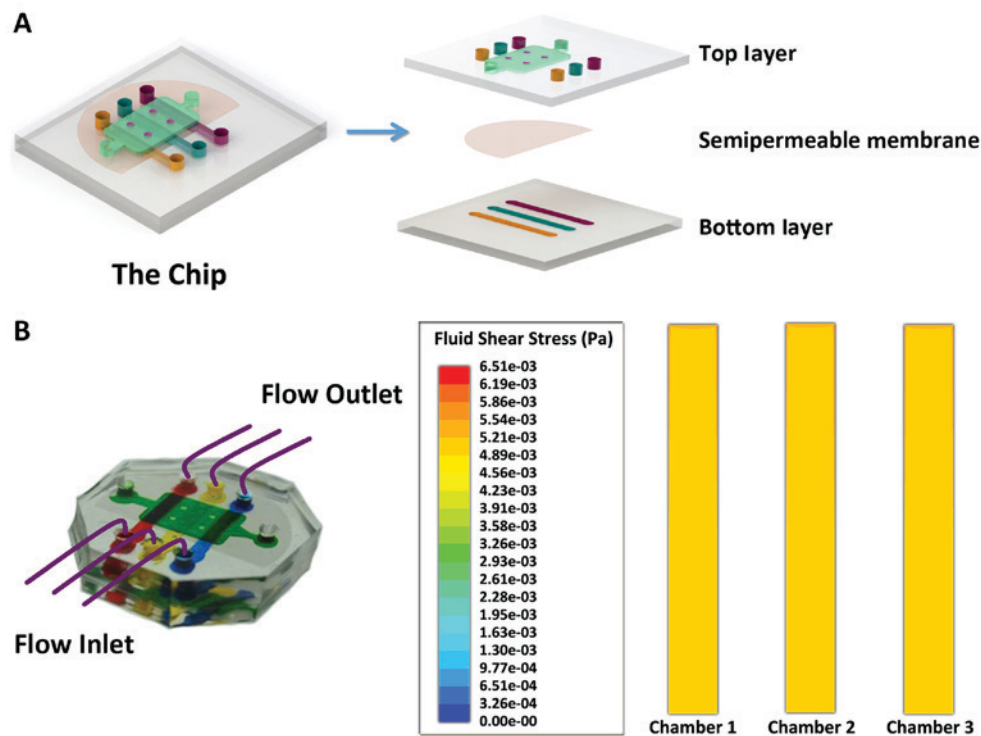 A
Top layer
Semipermeable membrane
Bottom layer
The Chip
B
Flow Outlet
Flow Inlet
Fluid Shear Stress (Pa)
6.51e-03
6.19e-03
5.86e-03
5.54e-03
5.21e-03
4.89e-03
4.56e-03
4.23e-03
3.91e-03
3.58e-03
3.26e-03
2.93e-03
2.61e-03
2.28e-03
1.95e-03
1.63e-03
1.30e-03
9.77e-04
6.51e-04
3.26e-04
0.00e-00
Chamber 1
Chamber 2
Chamber 3